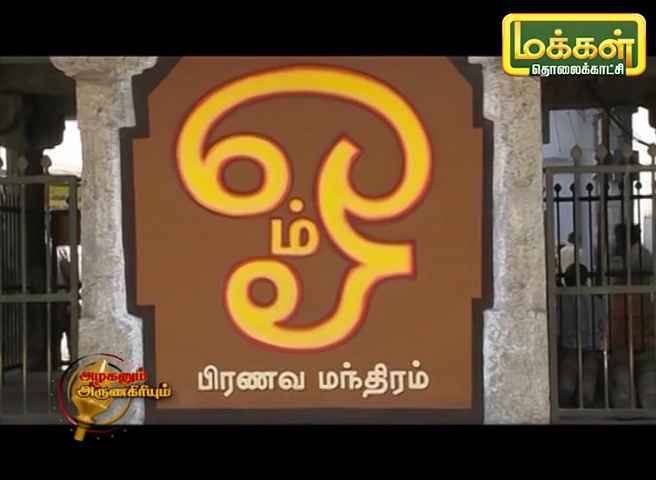 மக்கள்
தொலைக்காட்சி
ஓம்
பிரணவ மந்திரம்
அழகனும்
அருணகிரியும்